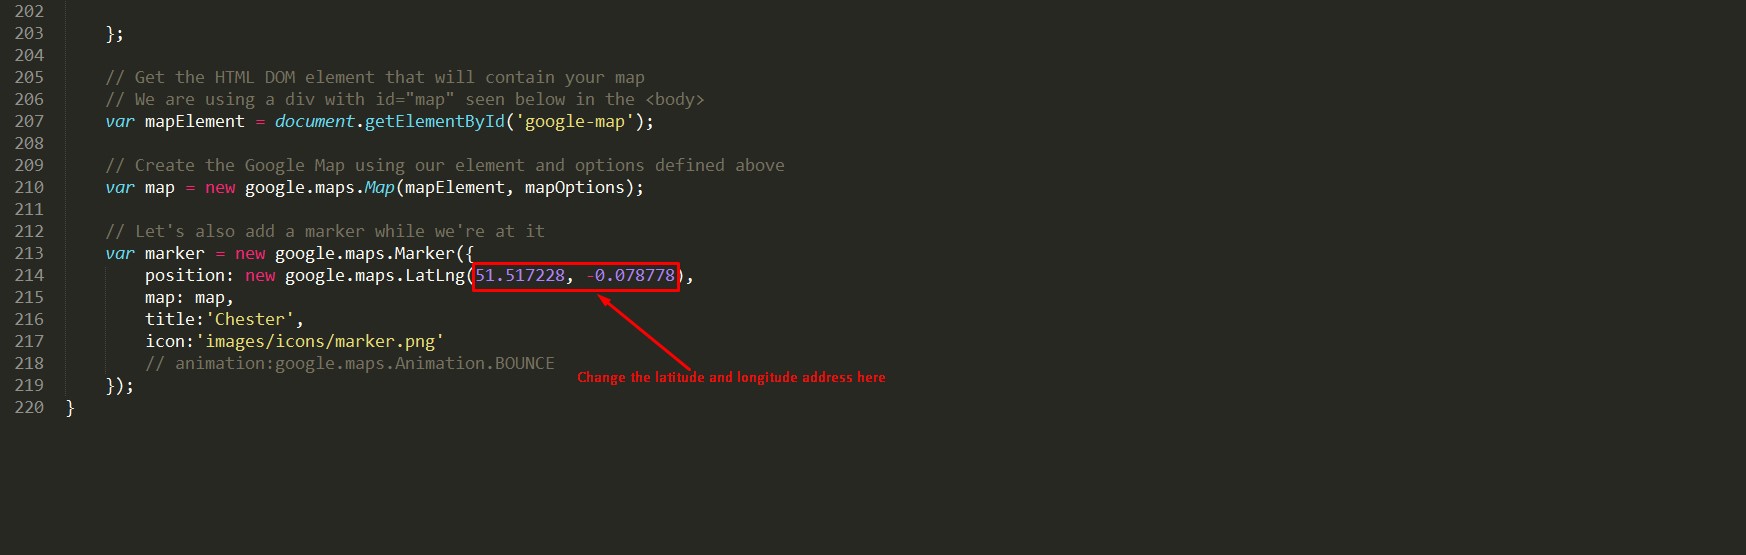 202
203 };
204
205 // Get the HTML DOM element that will contain your map
206 // We are using a div with id="map" seen below in the <body>
207 var mapElement = document.getElementById('google-map');
208
209 // Create the Google Map using our element and options defined above
210 var map = new google.maps.Map(mapElement, mapOptions);
211
212 // Let's also add a marker while we're at it
213 var marker = new google.maps.Marker({
214 position: new google.maps.LatLng(51.517228, -0.078778),
215 map: map,
216 title:'Chester',
217 icon:'images/icons/marker.png'
218 // animation:google.maps.Animation.BOUNCE
Change the latitude and longitude address here
219 });
220 }